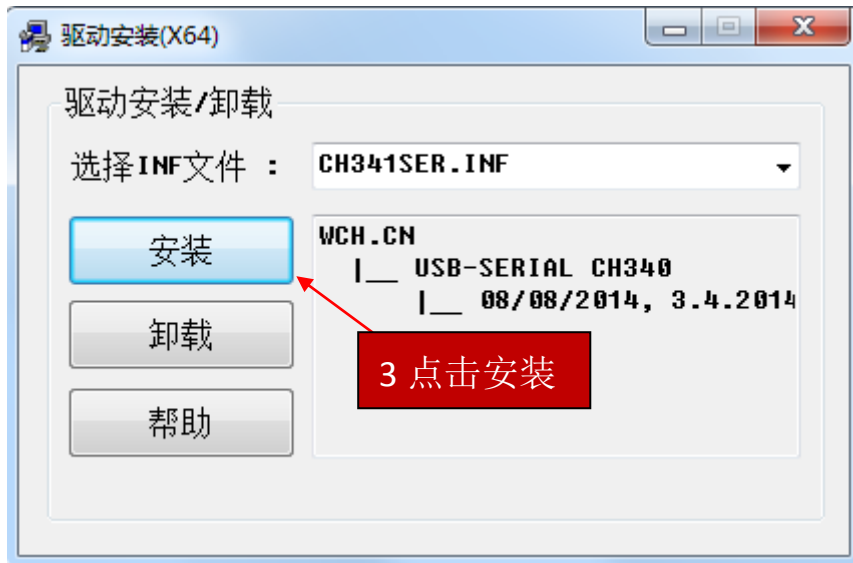 驱动安装(X64)
驱动安装/卸载
选择INF文件 : CH341SER.INF
安装
WCH.CN
|__ USB-SERIAL CH340
|__ 08/08/2014, 3.4.2014
卸载
3 点击安装
帮助